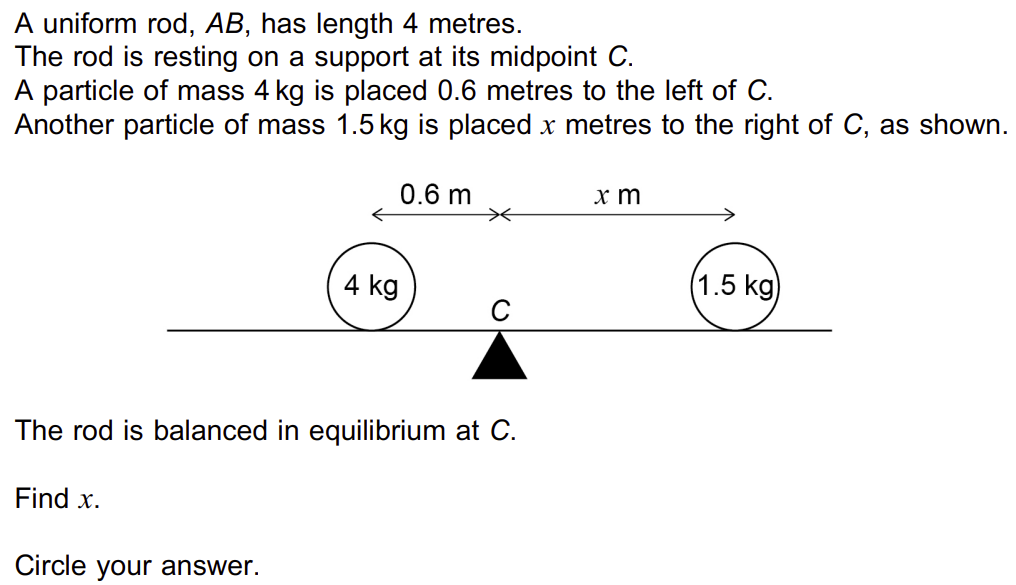 A uniform rod, AB, has length 4 metres.
The rod is resting on a support at its midpoint C.
A particle of mass 4 kg is placed 0.6 metres to the left of C.
Another particle of mass 1.5 kg is placed x metres to the right of C, as shown.
0.6 m x m
4 kg 1.5 kg
C
The rod is balanced in equilibrium at C.
Find x.
Circle your answer.